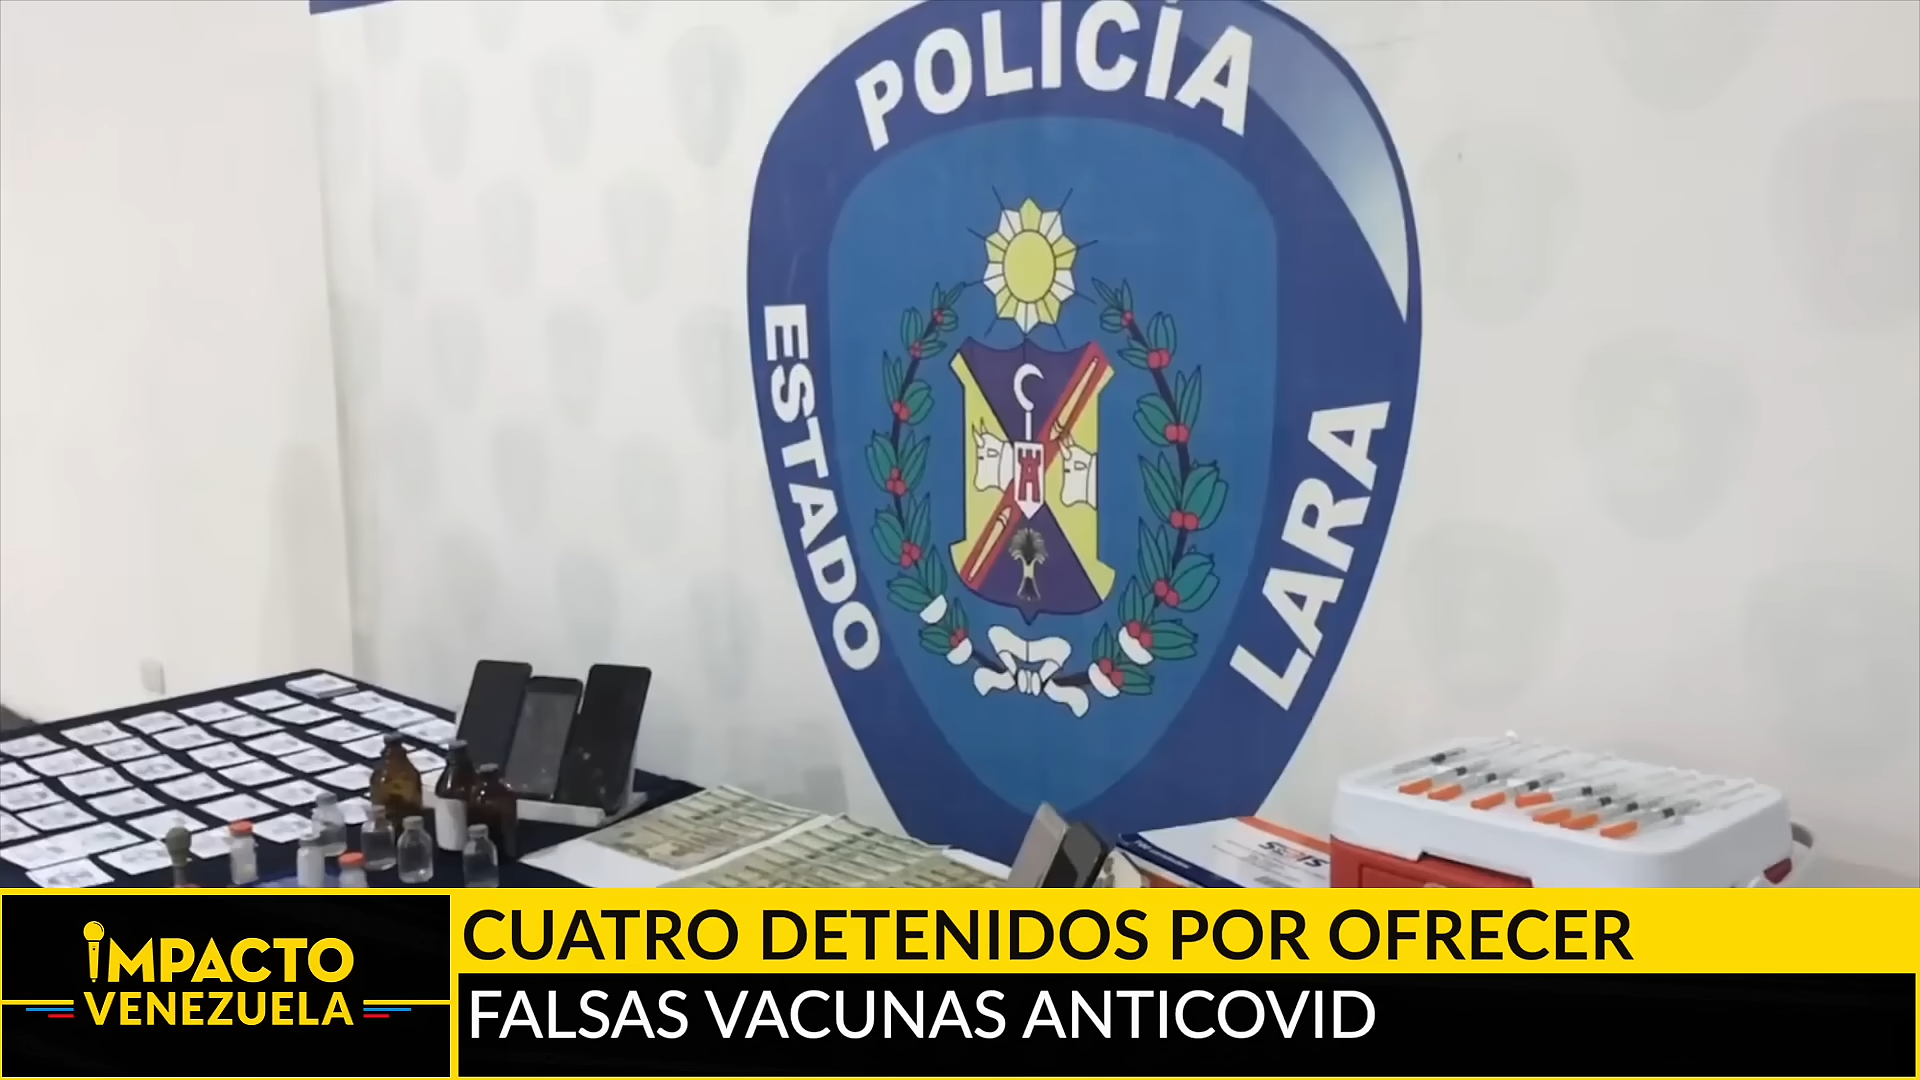 POLICÍA
ESTADO
LARA
IMPACTO
VENEZUELA
CUATRO DETENIDOS POR OFRECER
FALSAS VACUNAS ANTICOVID